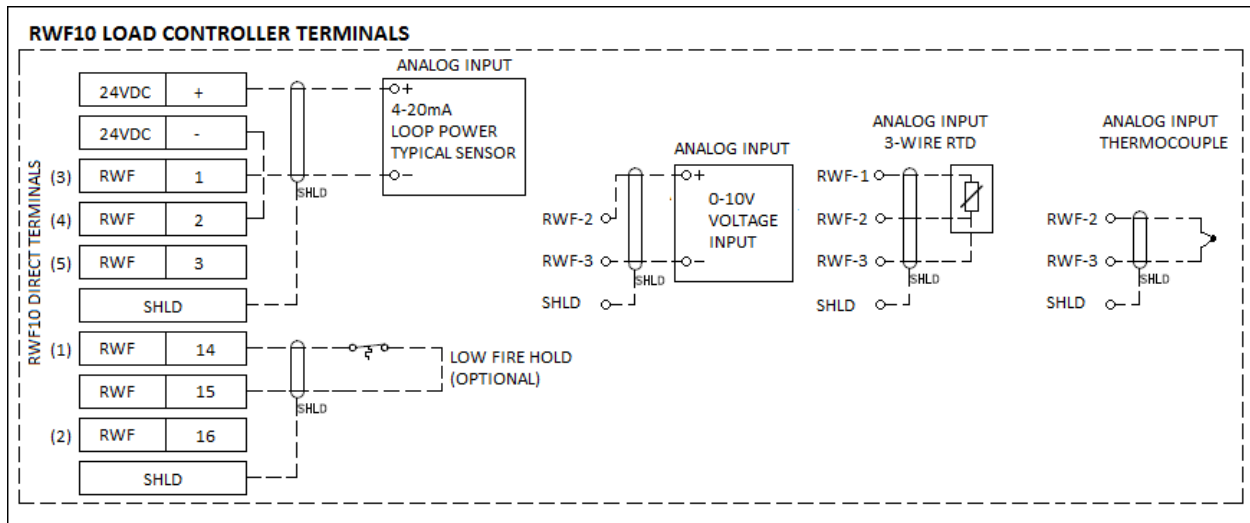 RWF10 LOAD CONTROLLER TERMINALS
RWF10 DIRECT TERMINALS
24VDC +
24VDC -
(3) RWF 1
(4) RWF 2
(5) RWF 3
SHLD
(1) RWF 14
RWF 15
(2) RWF 16
SHLD
SHLD
SHLD
ANALOG INPUT
+
4-20mA
LOOP POWER
TYPICAL SENSOR
-
LOW FIRE HOLD
(OPTIONAL)
ANALOG INPUT
+
0-10V
VOLTAGE
INPUT
-
RWF-2
RWF-3
SHLD
SHLD
ANALOG INPUT
3-WIRE RTD
RWF-1
RWF-2
RWF-3
SHLD
SHLD
ANALOG INPUT
THERMOCOUPLE
RWF-2
RWF-3
SHLD
SHLD